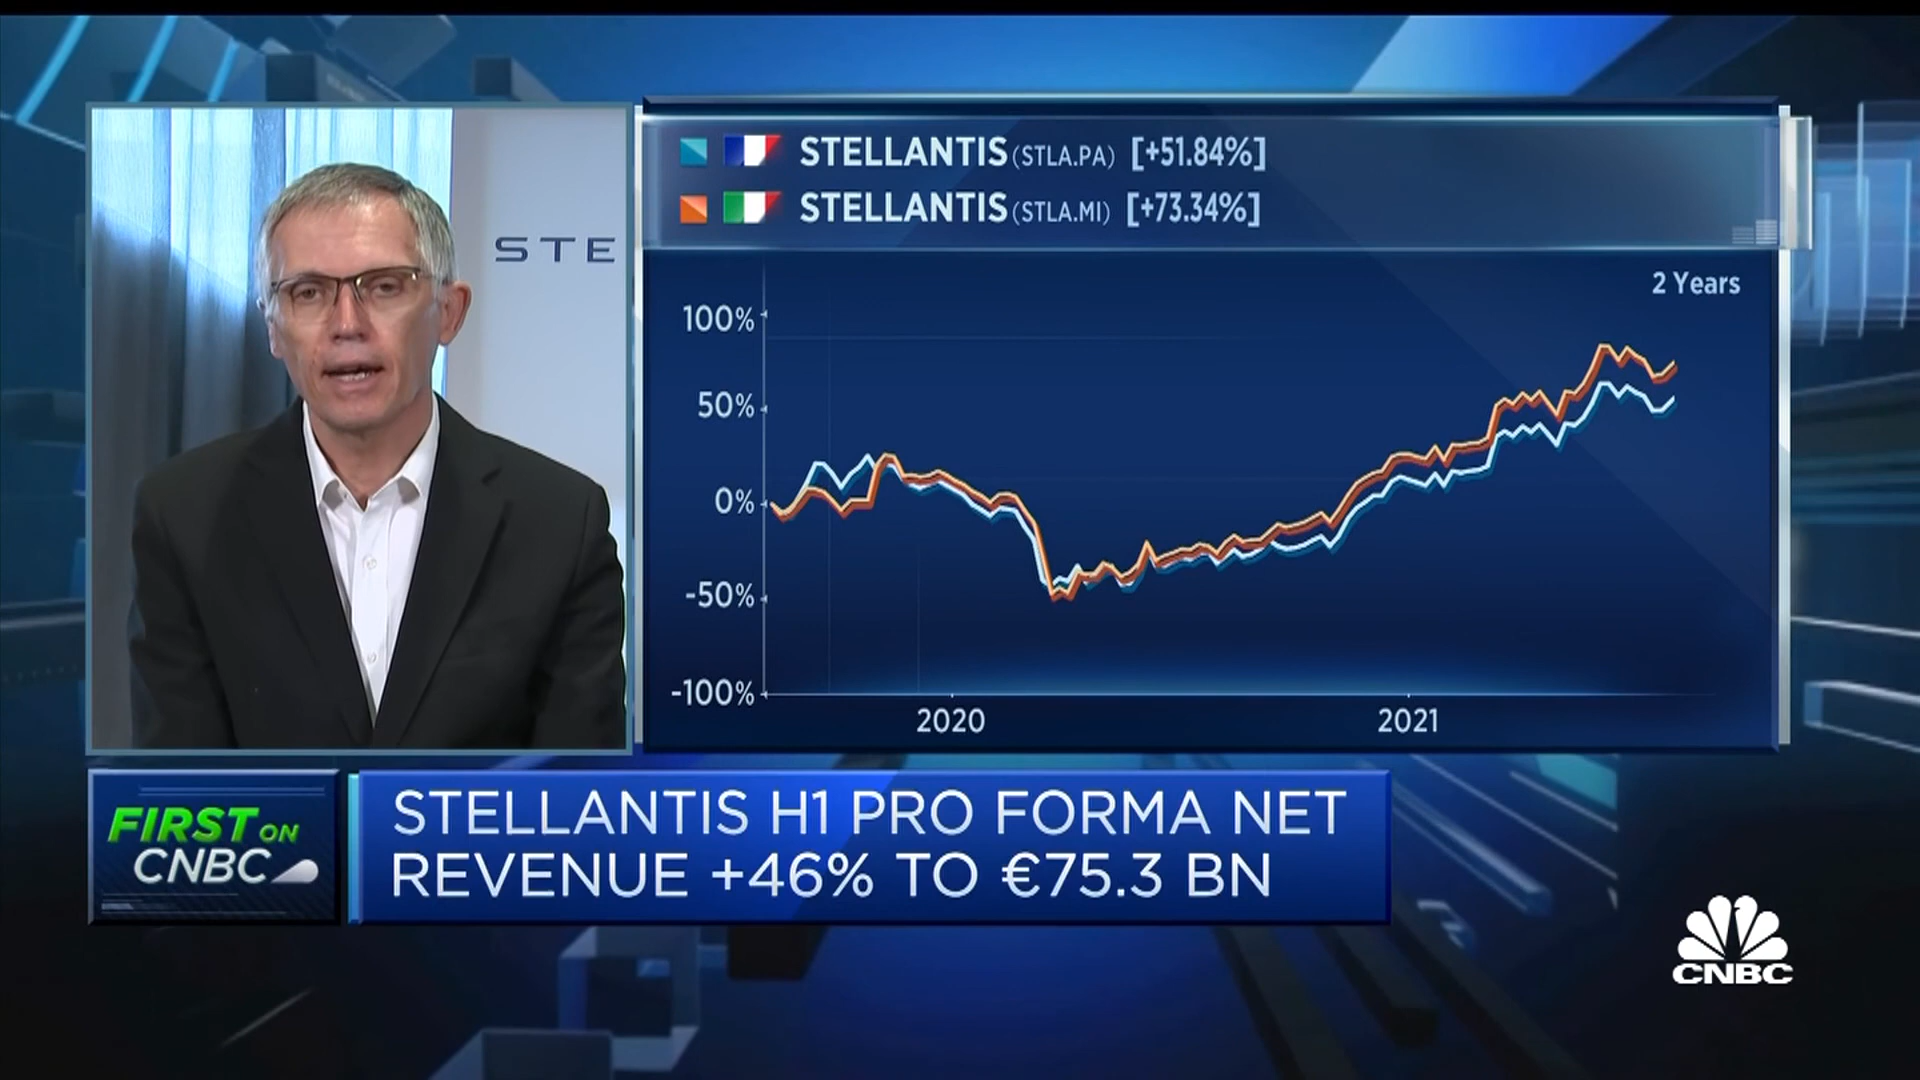 STE
STELLANTIS (STLA.PA) [+51.84%]
STELLANTIS (STLA.MI) [+73.34%]
2 Years
100%
50%
0%
-50%
-100%
2020
2021
FIRST ON
CNBC
STELLANTIS H1 PRO FORMA NET
REVENUE +46% TO €75.3 BN
CNBC